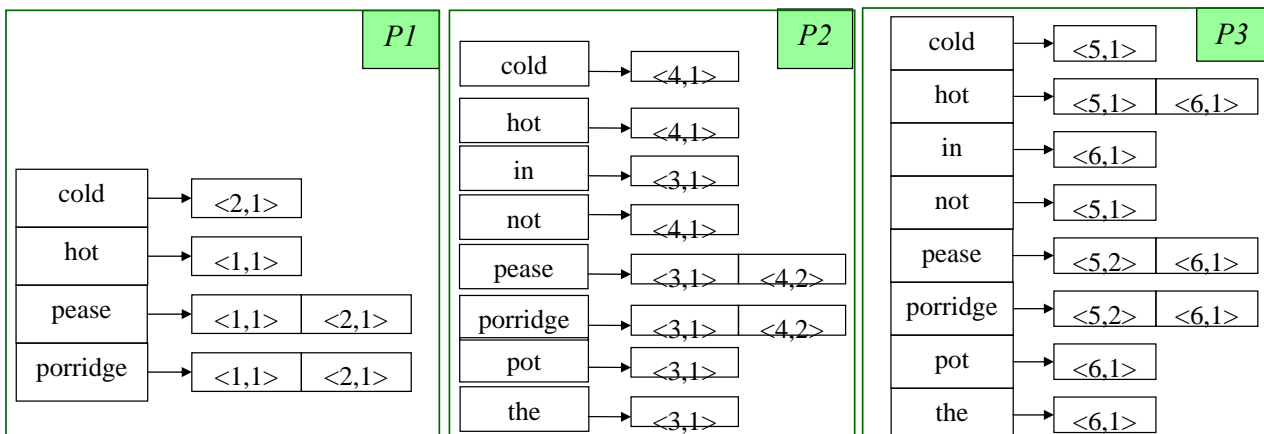 P1
cold <2,1>
hot <1,1>
pease <1,1> <2,1>
porridge <1,1> <2,1>
P2
cold <4,1>
hot <4,1>
in <3,1>
not <4,1>
pease <3,1> <4,2>
porridge <3,1> <4,2>
pot <3,1>
the <3,1>
P3
cold <5,1>
hot <5,1> <6,1>
in <6,1>
not <5,1>
pease <5,2> <6,1>
porridge <5,2> <6,1>
pot <6,1>
the <6,1>